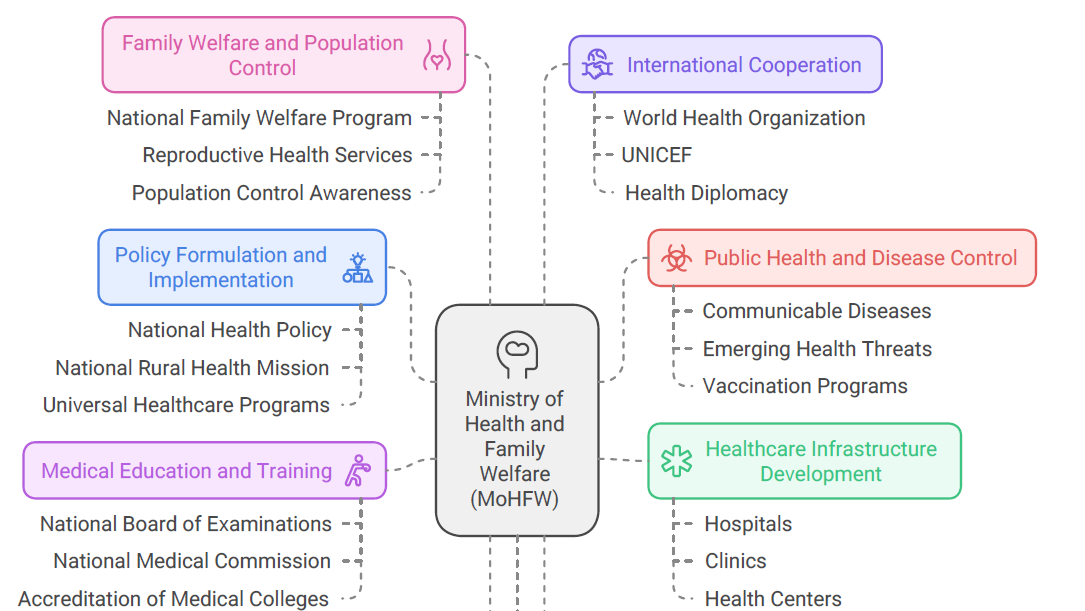 Family Welfare and Population
Control
National Family Welfare Program
Reproductive Health Services
Population Control Awareness
International Cooperation
World Health Organization
UNICEF
Health Diplomacy
Policy Formulation and
Implementation
National Health Policy
National Rural Health Mission
Universal Healthcare Programs
Public Health and Disease Control
Communicable Diseases
Emerging Health Threats
Vaccination Programs
Ministry of
Health and
Family
Welfare
(MoHFW)
Medical Education and Training
National Board of Examinations
National Medical Commission
Accreditation of Medical Colleges
Healthcare Infrastructure
Development
Hospitals
Clinics
Health Centers